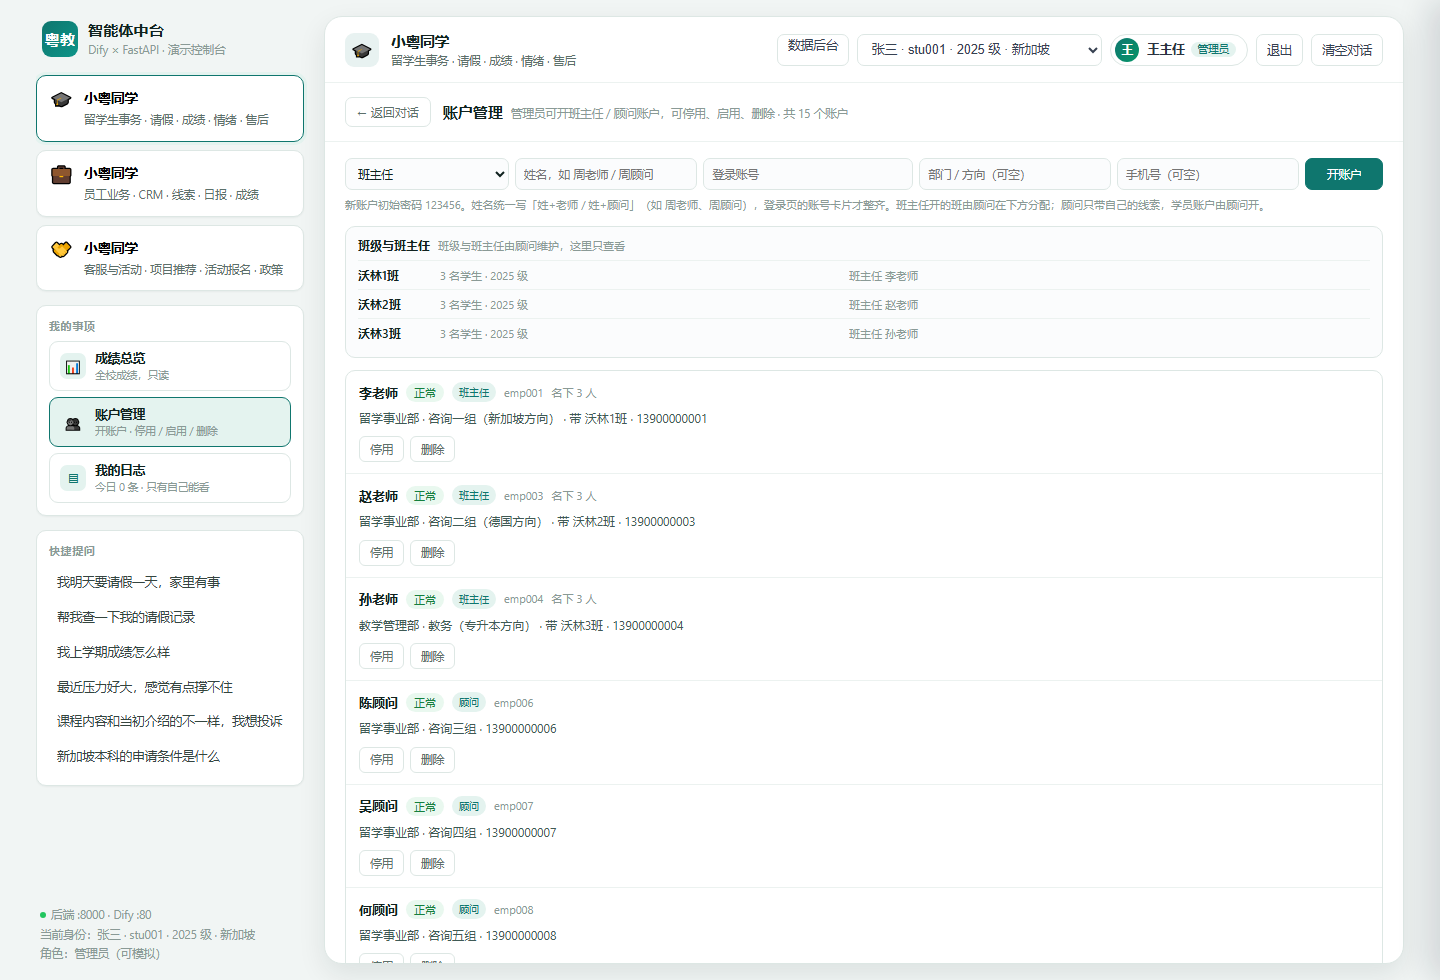 粤教
智能体中台
Dify × FastAPI · 演示控制台
小粤同学
留学生事务 · 请假 · 成绩 · 情绪 · 售后
小粤同学
员工业务 · CRM · 线索 · 日报 · 成绩
小粤同学
客服与活动 · 项目推荐 · 活动报名 · 政策
我的事项
成绩总览
全校成绩，只读
账户管理
开账户 · 停用 / 启用 / 删除
我的日志
今日 0 条 · 只有自己能看
快捷提问
我明天要请假一天，家里有事
帮我查一下我的请假记录
我上学期成绩怎么样
最近压力好大，感觉有点撑不住
课程内容和当初介绍的不一样，我想投诉
新加坡本科的申请条件是什么
后端 :8000 · Dify :80
当前身份：张三 · stu001 · 2025 级 · 新加坡
角色：管理员（可模拟）
小粤同学
留学生事务 · 请假 · 成绩 · 情绪 · 售后
数据后台
张三 · stu001 · 2025 级 · 新加坡
王 王主任 管理员
退出
清空对话
← 返回对话
账户管理 管理员可开班主任 / 顾问账户，可停用、启用、删除 · 共 15 个账户
班主任
姓名，如 周老师 / 周顾问
登录账号
部门 / 方向（可空）
手机号（可空）
开账户
新账户初始密码 123456。姓名统一写「姓+老师 / 姓+顾问」（如 周老师、周顾问），登录页的账号卡片才整齐。班主任开的班由顾问在下方分配；顾问只带自己的线索，学员账户由顾问开。
班级与班主任 班级与班主任由顾问维护，这里只查看
沃林1班 3 名学生 · 2025 级 班主任 李老师
沃林2班 3 名学生 · 2025 级 班主任 赵老师
沃林3班 3 名学生 · 2025 级 班主任 孙老师
李老师 正常 班主任 emp001 名下 3 人
留学事业部 · 咨询一组（新加坡方向） · 带 沃林1班 · 13900000001
停用 删除
赵老师 正常 班主任 emp003 名下 3 人
留学事业部 · 咨询二组（德国方向） · 带 沃林2班 · 13900000003
停用 删除
孙老师 正常 班主任 emp004 名下 3 人
教学管理部 · 教务（专升本方向） · 带 沃林3班 · 13900000004
停用 删除
陈顾问 正常 顾问 emp006
留学事业部 · 咨询三组 · 13900000006
停用 删除
吴顾问 正常 顾问 emp007
留学事业部 · 咨询四组 · 13900000007
停用 删除
何顾问 正常 顾问 emp008
留学事业部 · 咨询五组 · 13900000008